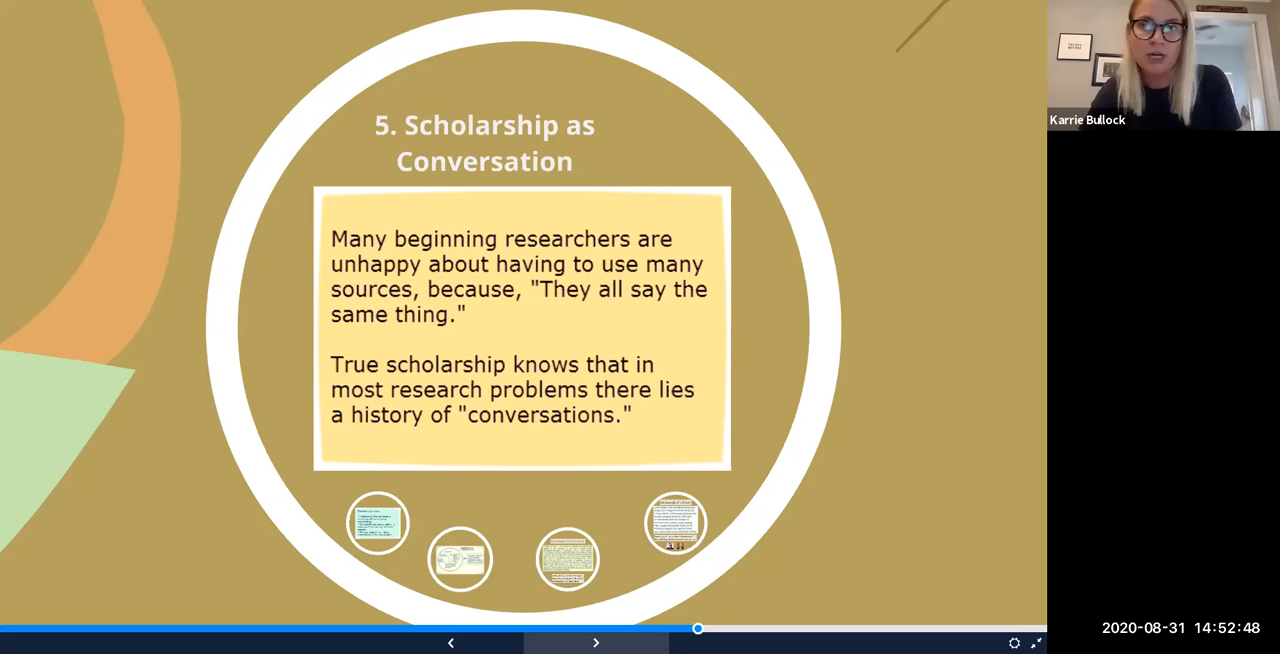 5. Scholarship as
Conversation
Many beginning researchers are
unhappy about having to use many
sources, because, "They all say the
same thing."
True scholarship knows that in
most research problems there lies
a history of "conversations."
Karrie Bullock
2020-08-31 14:52:48